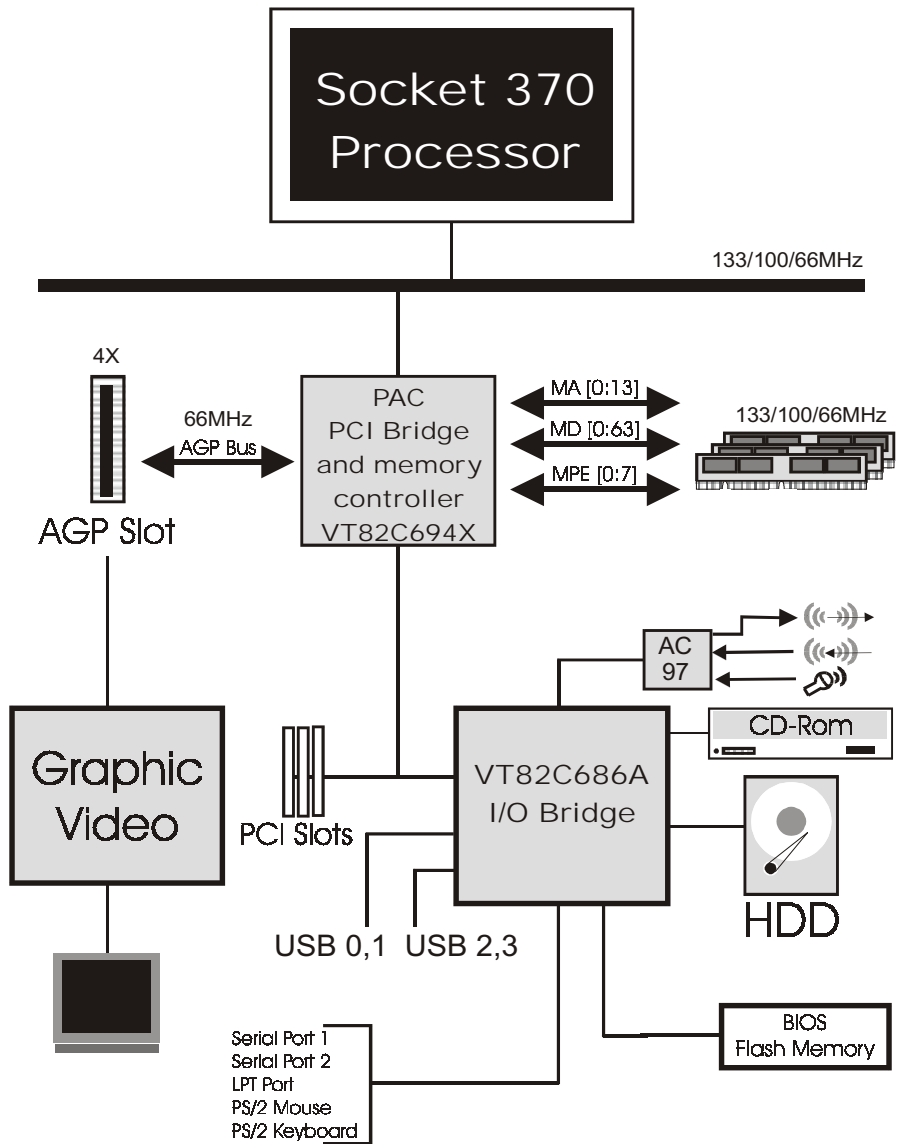 Socket 370
Processor
133/100/66MHz
4X
66MHz
AGP Bus
AGP Slot
PAC
PCI Bridge
and memory
controller
VT82C694X
MA [0:13]
MD [0:63]
MPE [0:7]
133/100/66MHz
AC
97
CD-Rom
Graphic
Video
PCI Slots
VT82C686A
I/O Bridge
HDD
USB 0,1
USB 2,3
Serial Port 1
Serial Port 2
LPT Port
PS/2 Mouse
PS/2 Keyboard
BIOS
Flash Memory